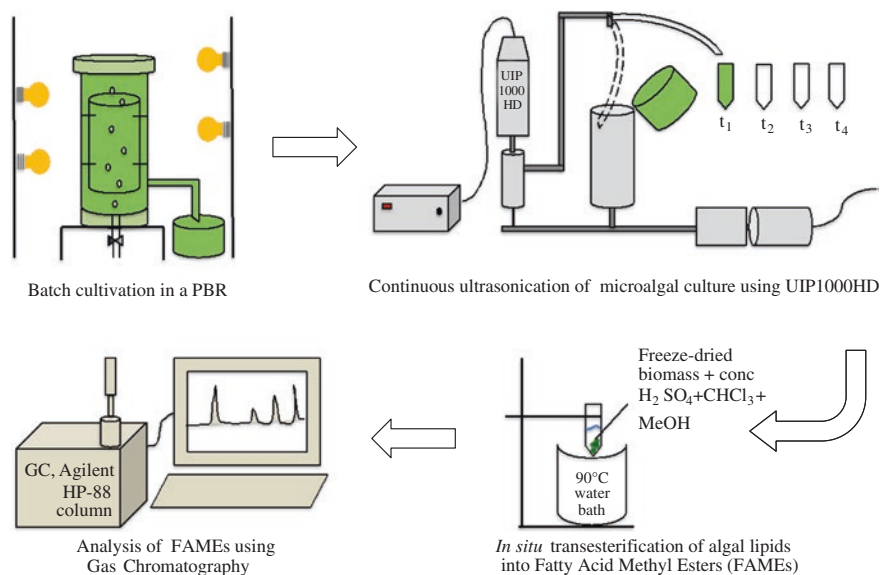 UIP
1000
HD
t1
t2
t3
t4
Batch cultivation in a PBR
Continuous ultrasonication of microalgal culture using UIP1000HD
Freeze-dried
biomass + conc
H2 SO4+CHCl3+
MeOH
90°C
water
bath
In situ transesterification of algal lipids
into Fatty Acid Methyl Esters (FAMEs)
GC, Agilent
HP-88
column
Analysis of FAMEs using
Gas Chromatography